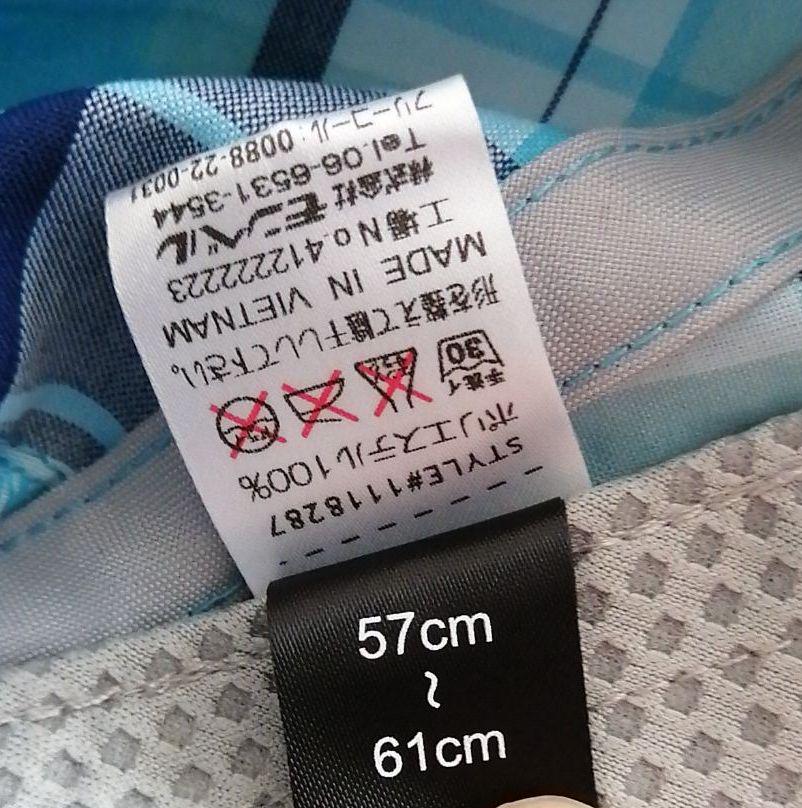 STYLE#1118287
ポリエステル100%
手洗イ
30
形を整えて陰干しして下さい。
MADE IN VIETNAM
工場No.41222223
株式会社モンベル
Tel.06-6531-3544
フリーコール:0088-22-0031
57cm
~
61cm